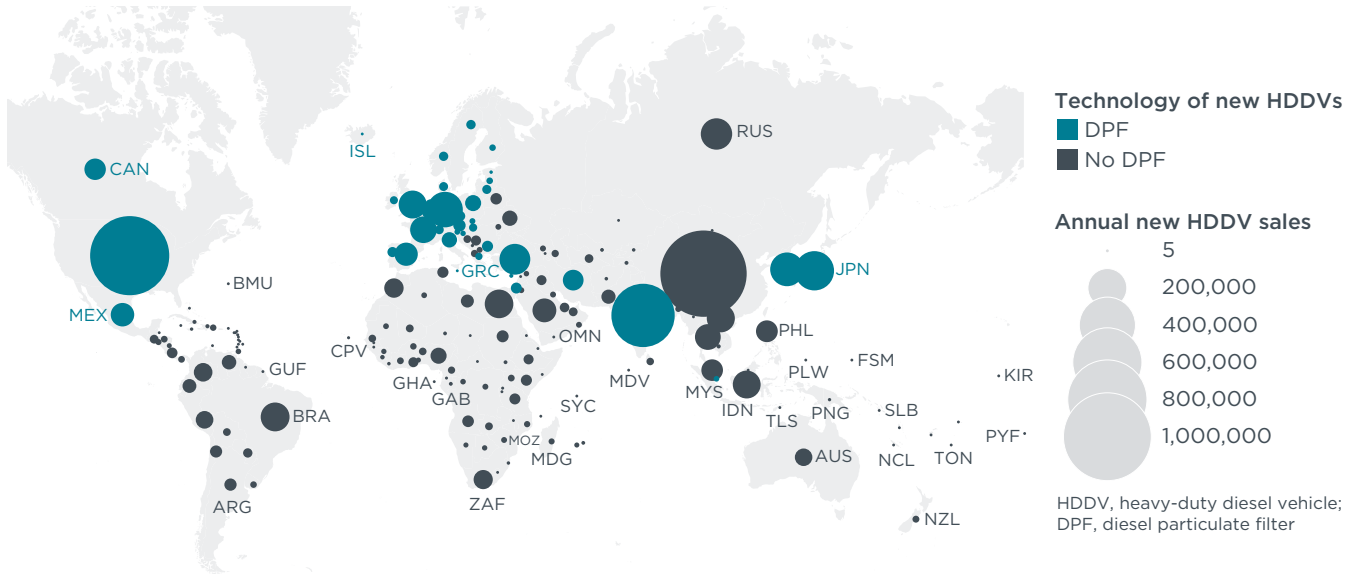 RUS
ISL
CAN
GRC
JPN
BMU
MEX
OMN
PHL
CPV
GUF
GHA
GAB
MDV
MYS
PLW
FSM
KIR
IDN
SYC
TLS
PNG
SLB
BRA
MOZ
MDG
AUS
NCL
TON
PYF
ARG
ZAF
NZL
Technology of new HDDVs
DPF
No DPF
Annual new HDDV sales
5
200,000
400,000
600,000
800,000
1,000,000
HDDV, heavy-duty diesel vehicle;
DPF, diesel particulate filter